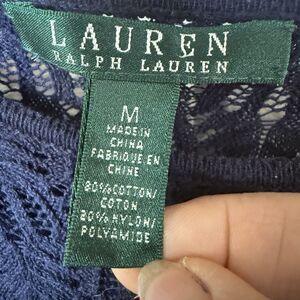 LAUREN
RALPH LAUREN
M
MADE IN
CHINA
FABRIQUE EN
CHINE
80% COTTON/
COTON
20% NYLON/
POLYAMIDE